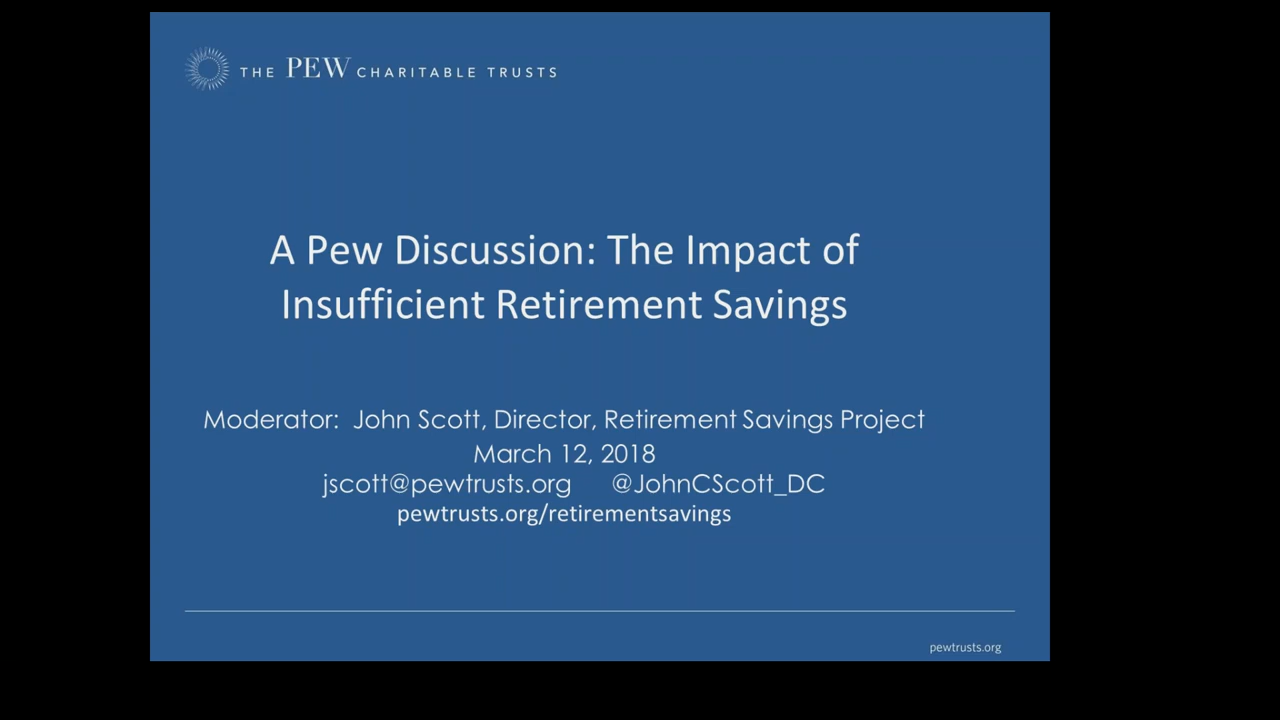 THE PEW CHARITABLE TRUSTS
A Pew Discussion: The Impact of
Insufficient Retirement Savings
Moderator:  John Scott, Director, Retirement Savings Project
March 12, 2018
jscott@pewtrusts.org      @JohnCScott_DC
pewtrusts.org/retirementsavings
pewtrusts.org